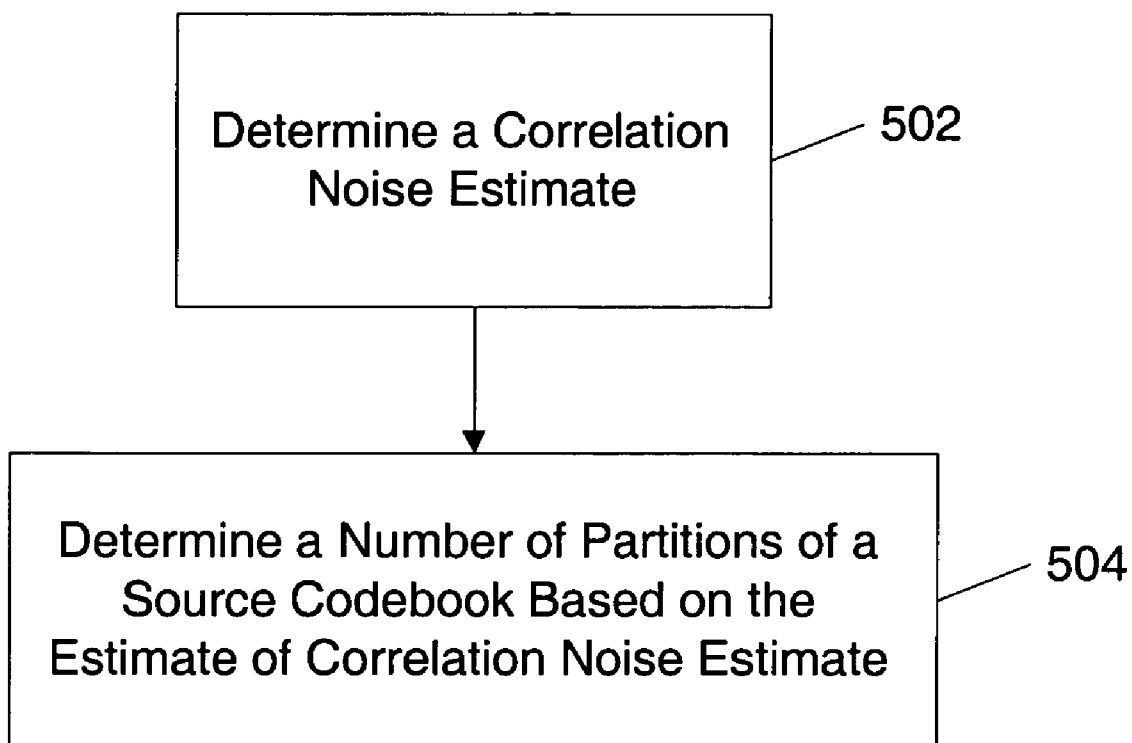 Determine a Correlation
Noise Estimate
502
Determine a Number of Partitions of a
Source Codebook Based on the
Estimate of Correlation Noise Estimate
504